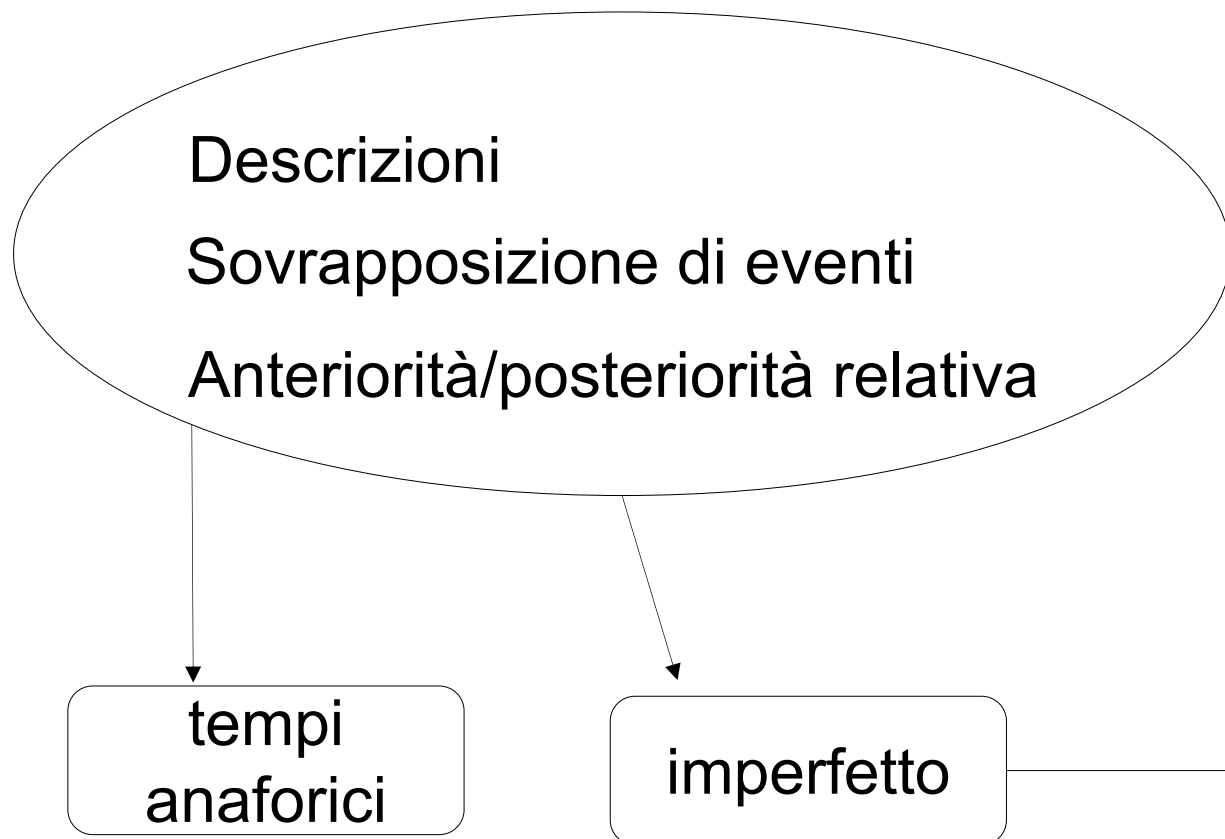 Descrizioni
Sovrapposizione di eventi
Anteriorità/posteriorità relativa
tempi
anaforici
imperfetto